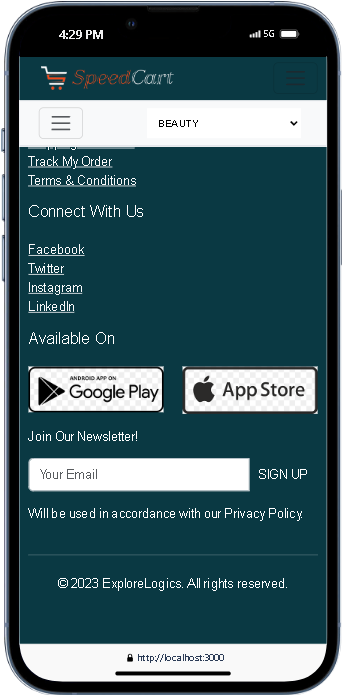 4:29 PM
5G
SpeedCart
BEAUTY
Track My Order
Terms & Conditions
Connect With Us
Facebook
Twitter
Instagram
LinkedIn
Available On
ANDROID APP ON
Google Play
App Store
Join Our Newsletter!
Your Email
SIGN UP
Will be used in accordance with our Privacy Policy.
© 2023 ExploreLogics. All rights reserved.
http://localhost:3000